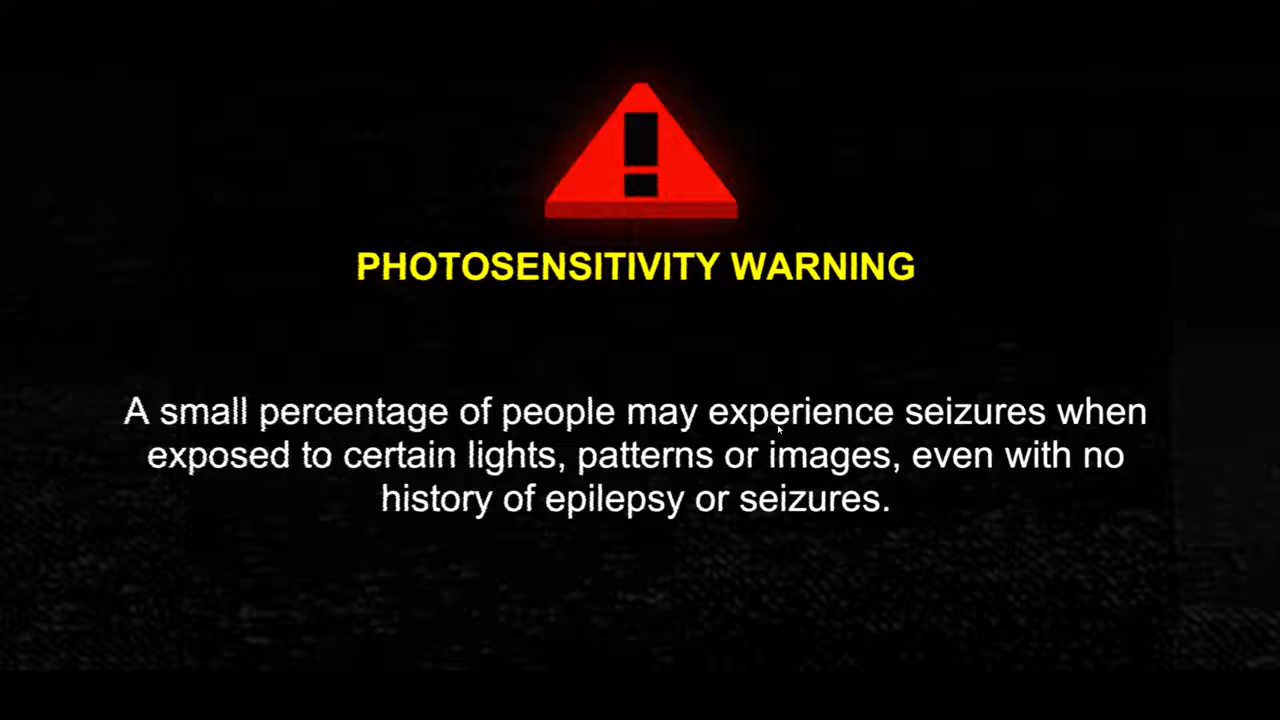 PHOTOSENSITIVITY WARNING
A small percentage of people may experience seizures when
exposed to certain lights, patterns or images, even with no
history of epilepsy or seizures.